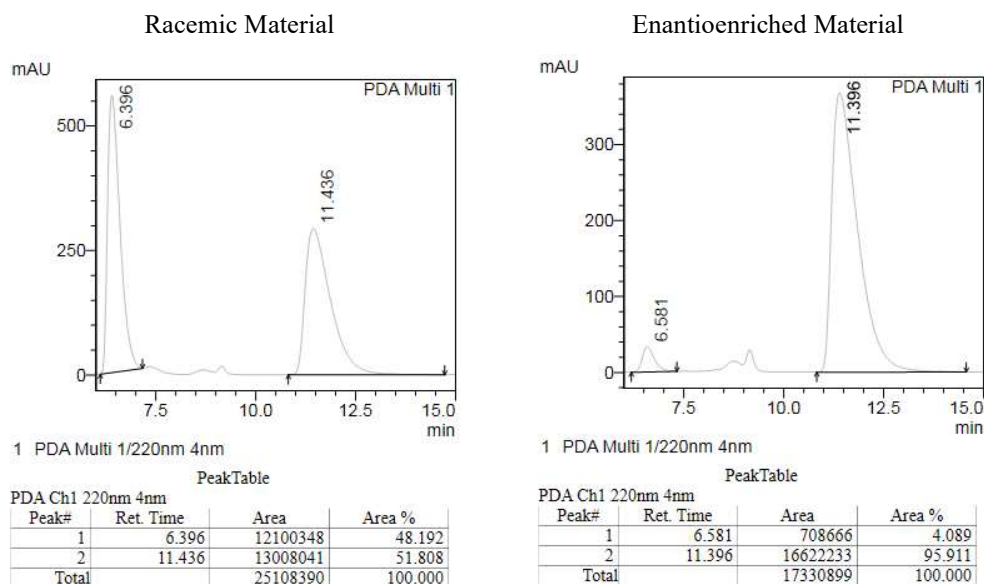 Racemic Material
mAU
PDA Multi 1
6.396
11.436
500
250
0
7.5 10.0 12.5 15.0
min
1 PDA Multi 1/220nm 4nm
PeakTable
PDA Ch1 220nm 4nm
Peak# Ret. Time Area Area %
1 6.396 12100348 48.192
2 11.436 13008041 51.808
Total 25108390 100.000
Enantioenriched Material
mAU
PDA Multi 1
6.581
11.396
300
200
100
0
7.5 10.0 12.5 15.0
min
1 PDA Multi 1/220nm 4nm
PeakTable
PDA Ch1 220nm 4nm
Peak# Ret. Time Area Area %
1 6.581 708666 4.089
2 11.396 16622233 95.911
Total 17330899 100.000